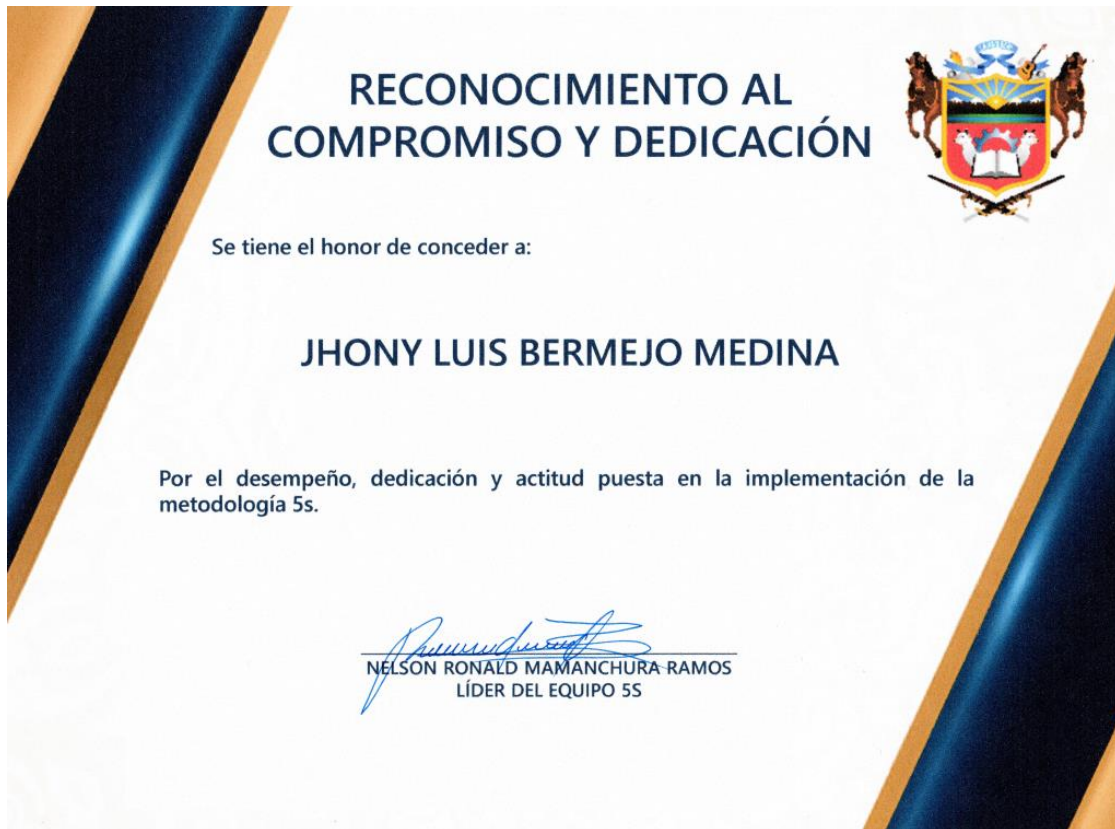 RECONOCIMIENTO AL
COMPROMISO Y DEDICACIÓN
Se tiene el honor de conceder a:
JHONY LUIS BERMEJO MEDINA
Por el desempeño, dedicación y actitud puesta en la implementación de la
metodología 5s.
NELSON RONALD MAMANCHURA RAMOS
LÍDER DEL EQUIPO 5S